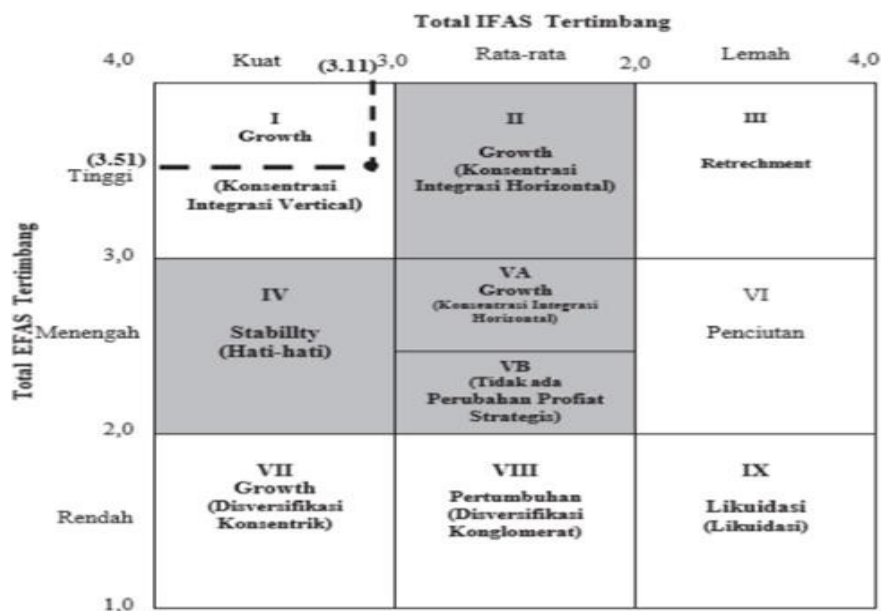 Total IFAS Tertimbang
4,0 Kuat (3.11) 3,0 Rata-rata 2,0 Lemah 4,0
Total EFAS Tertimbang
(3.51)
Tinggi
I
Growth
(Konsentrasi
Integrasi Vertical)
II
Growth
(Konsentrasi
Integrasi Horizontal)
III
Retrechment
3,0
Menengah
IV
Stabillty
(Hati-hati)
VA
Growth
(Konsentrasi Integrasi
Horizontal)
VB
(Tidak ada
Perubahan Profiat
Strategis)
VI
Penciutan
2,0
Rendah
VII
Growth
(Disversifikasi
Konsentrik)
VIII
Pertumbuhan
(Disversifikasi
Konglomerat)
IX
Likuidasi
(Likuidasi)
1,0